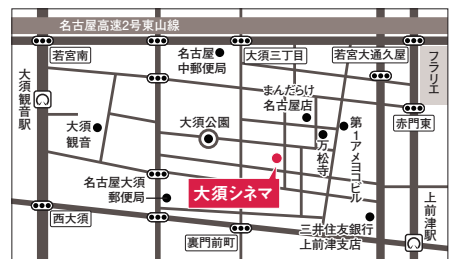 名古屋高速2号東山線
若宮南
名古屋
中郵便局
大須三丁目
若宮大通久屋
フラリエ
大須観音駅
まんだらけ
名古屋店
大須
観音
大須公園
万松寺
第1アメ横ビル
赤門東
大須シネマ
名古屋大須
郵便局
西大須
裏門前町
三井住友銀行
上前津支店
上前津駅